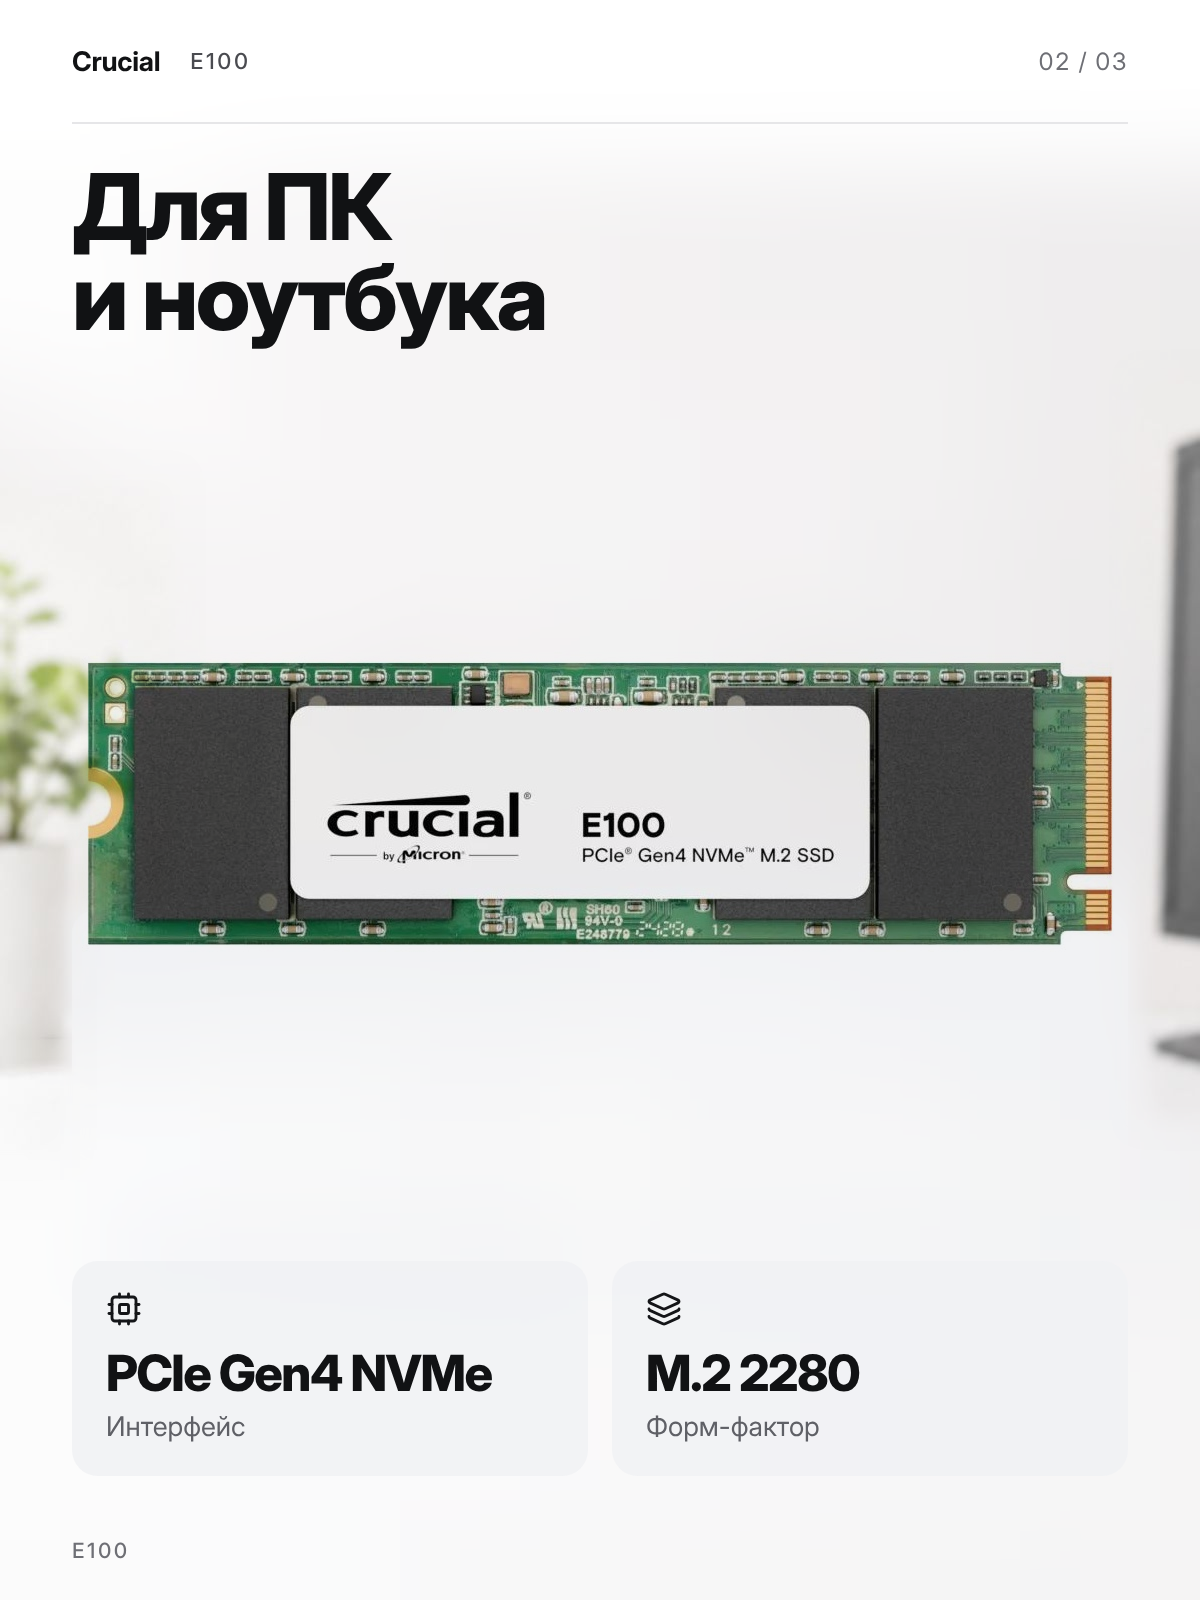 Crucial E100 02 / 03
Для ПК
и ноутбука
crucial®
by Micron®
E100
PCIe® Gen4 NVMe™ M.2 SSD
SH60
94V-0
E248779 2428 12
PCIe Gen4 NVMe
Интерфейс
M.2 2280
Форм-фактор
E100